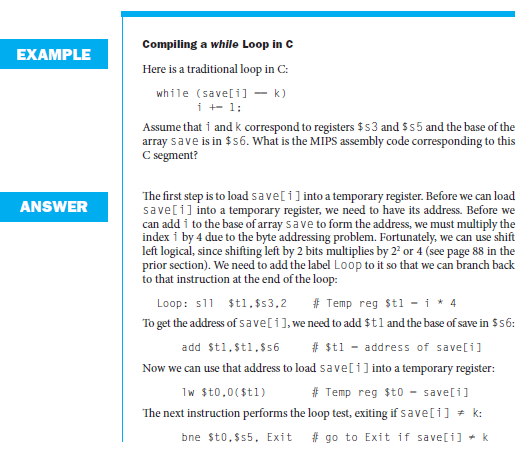 EXAMPLE
Compiling a while Loop in C
Here is a traditional loop in C:
while (save[i] == k)
i += 1;
Assume that i and k correspond to registers $s3 and $s5 and the base of the
array save is in $s6. What is the MIPS assembly code corresponding to this
C segment?
ANSWER
The first step is to load save[i] into a temporary register. Before we can load
save[i] into a temporary register, we need to have its address. Before we
can add i to the base of array save to form the address, we must multiply the
index i by 4 due to the byte addressing problem. Fortunately, we can use shift
left logical, since shifting left by 2 bits multiplies by 2² or 4 (see page 88 in the
prior section). We need to add the label Loop to it so that we can branch back
to that instruction at the end of the loop:
Loop: sll $t1,$s3,2 # Temp reg $t1 = i * 4
To get the address of save[i], we need to add $t1 and the base of save in $s6:
add $t1,$t1,$s6 # $t1 = address of save[i]
Now we can use that address to load save[i] into a temporary register:
lw $t0,0($t1) # Temp reg $t0 = save[i]
The next instruction performs the loop test, exiting if save[i] ≠ k:
bne $t0,$s5, Exit # go to Exit if save[i] ≠ k